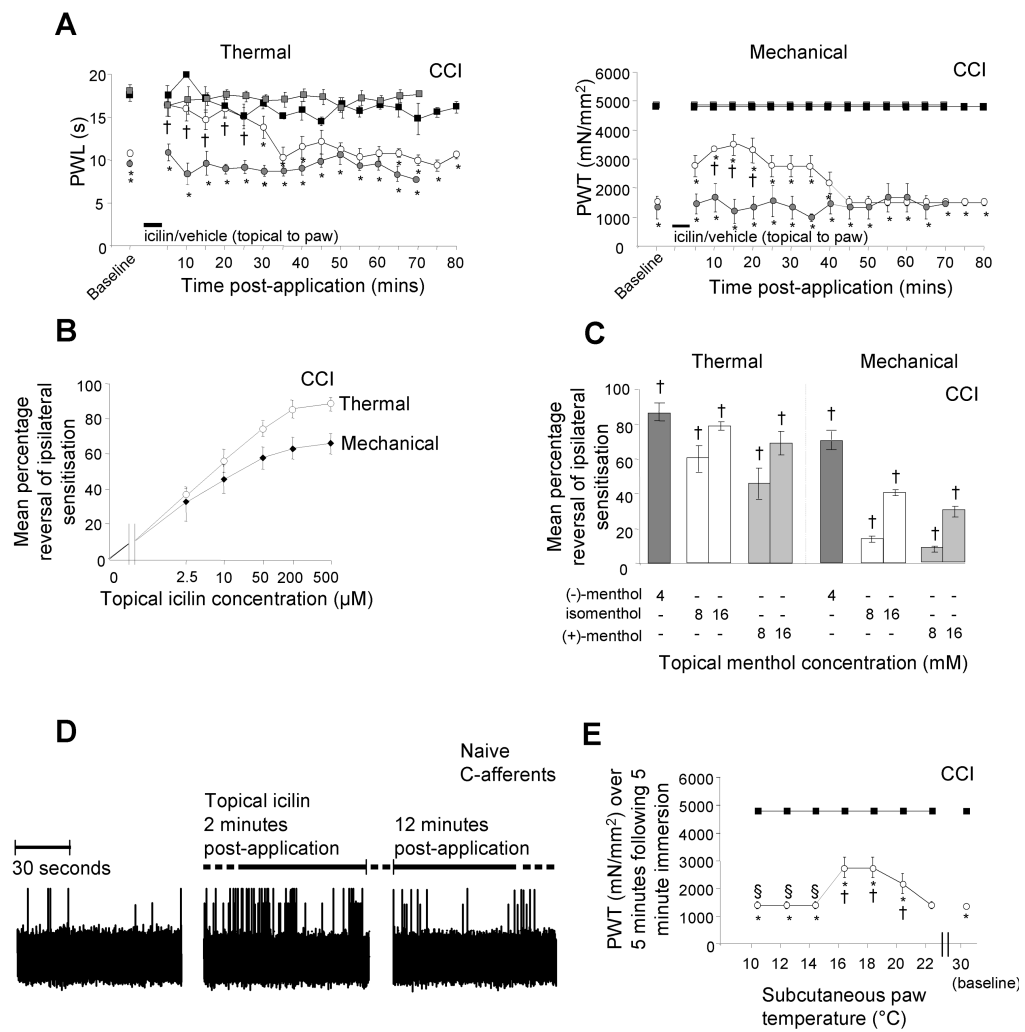 A
Thermal
CCI
PWL (s)
20
15
10
5
0
icilin/vehicle (topical to paw)
Baseline
10 20 30 40 50 60 70 80
Time post-application (mins)
Mechanical
CCI
PWT (mN/mm²)
6000
5000
4000
3000
2000
1000
0
icilin/vehicle (topical to paw)
Baseline
10 20 30 40 50 60 70 80
Time post-application (mins)
B
CCI
Mean percentage
reversal of ipsilateral
sensitisation
100
80
60
40
20
0
Thermal
Mechanical
0 2.5 10 50 200 500
Topical icilin concentration (µM)
C
Thermal
Mechanical
CCI
Mean percentage
reversal of ipsilateral
sensitisation
100
80
60
40
20
0
† † † † † † † † † †
(-)-menthol 4 - - - - 4 - - - -
isomenthol - 8 16 - - - 8 16 - -
(+)-menthol - - - 8 16 - - - 8 16
Topical menthol concentration (mM)
D
Naive
C-afferents
Topical icilin
2 minutes
post-application
12 minutes
post-application
30 seconds
E
CCI
PWT (mN/mm²) over
5 minutes following 5
minute immersion
6000
5000
4000
3000
2000
1000
0
§ § §
10 12 14 16 18 20 22 30
(baseline)
Subcutaneous paw
temperature (°C)